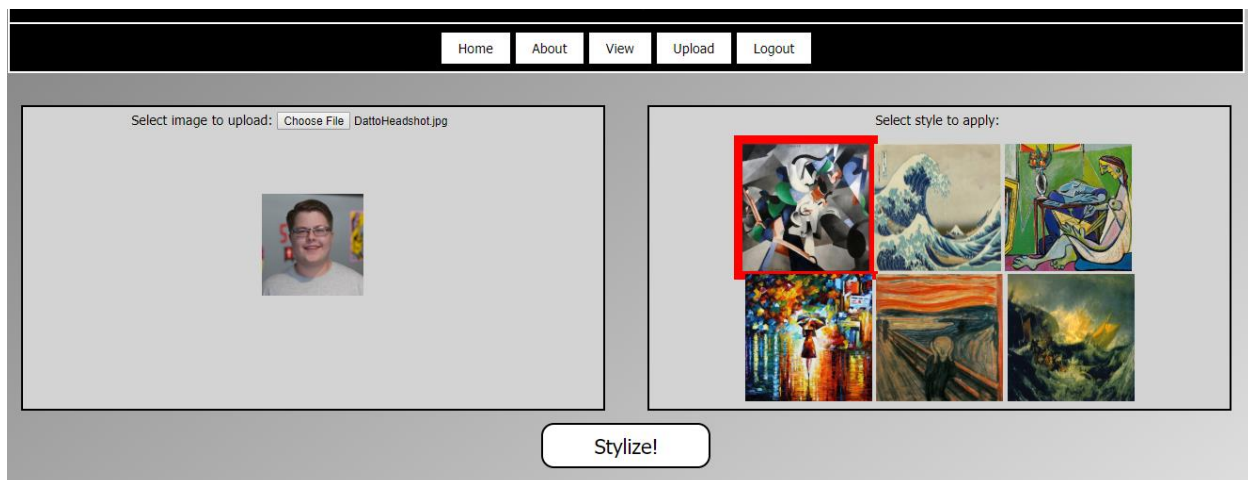 Home About View Upload Logout
Select image to upload: Choose File DattoHeadshot.jpg
Select style to apply:
Stylize!